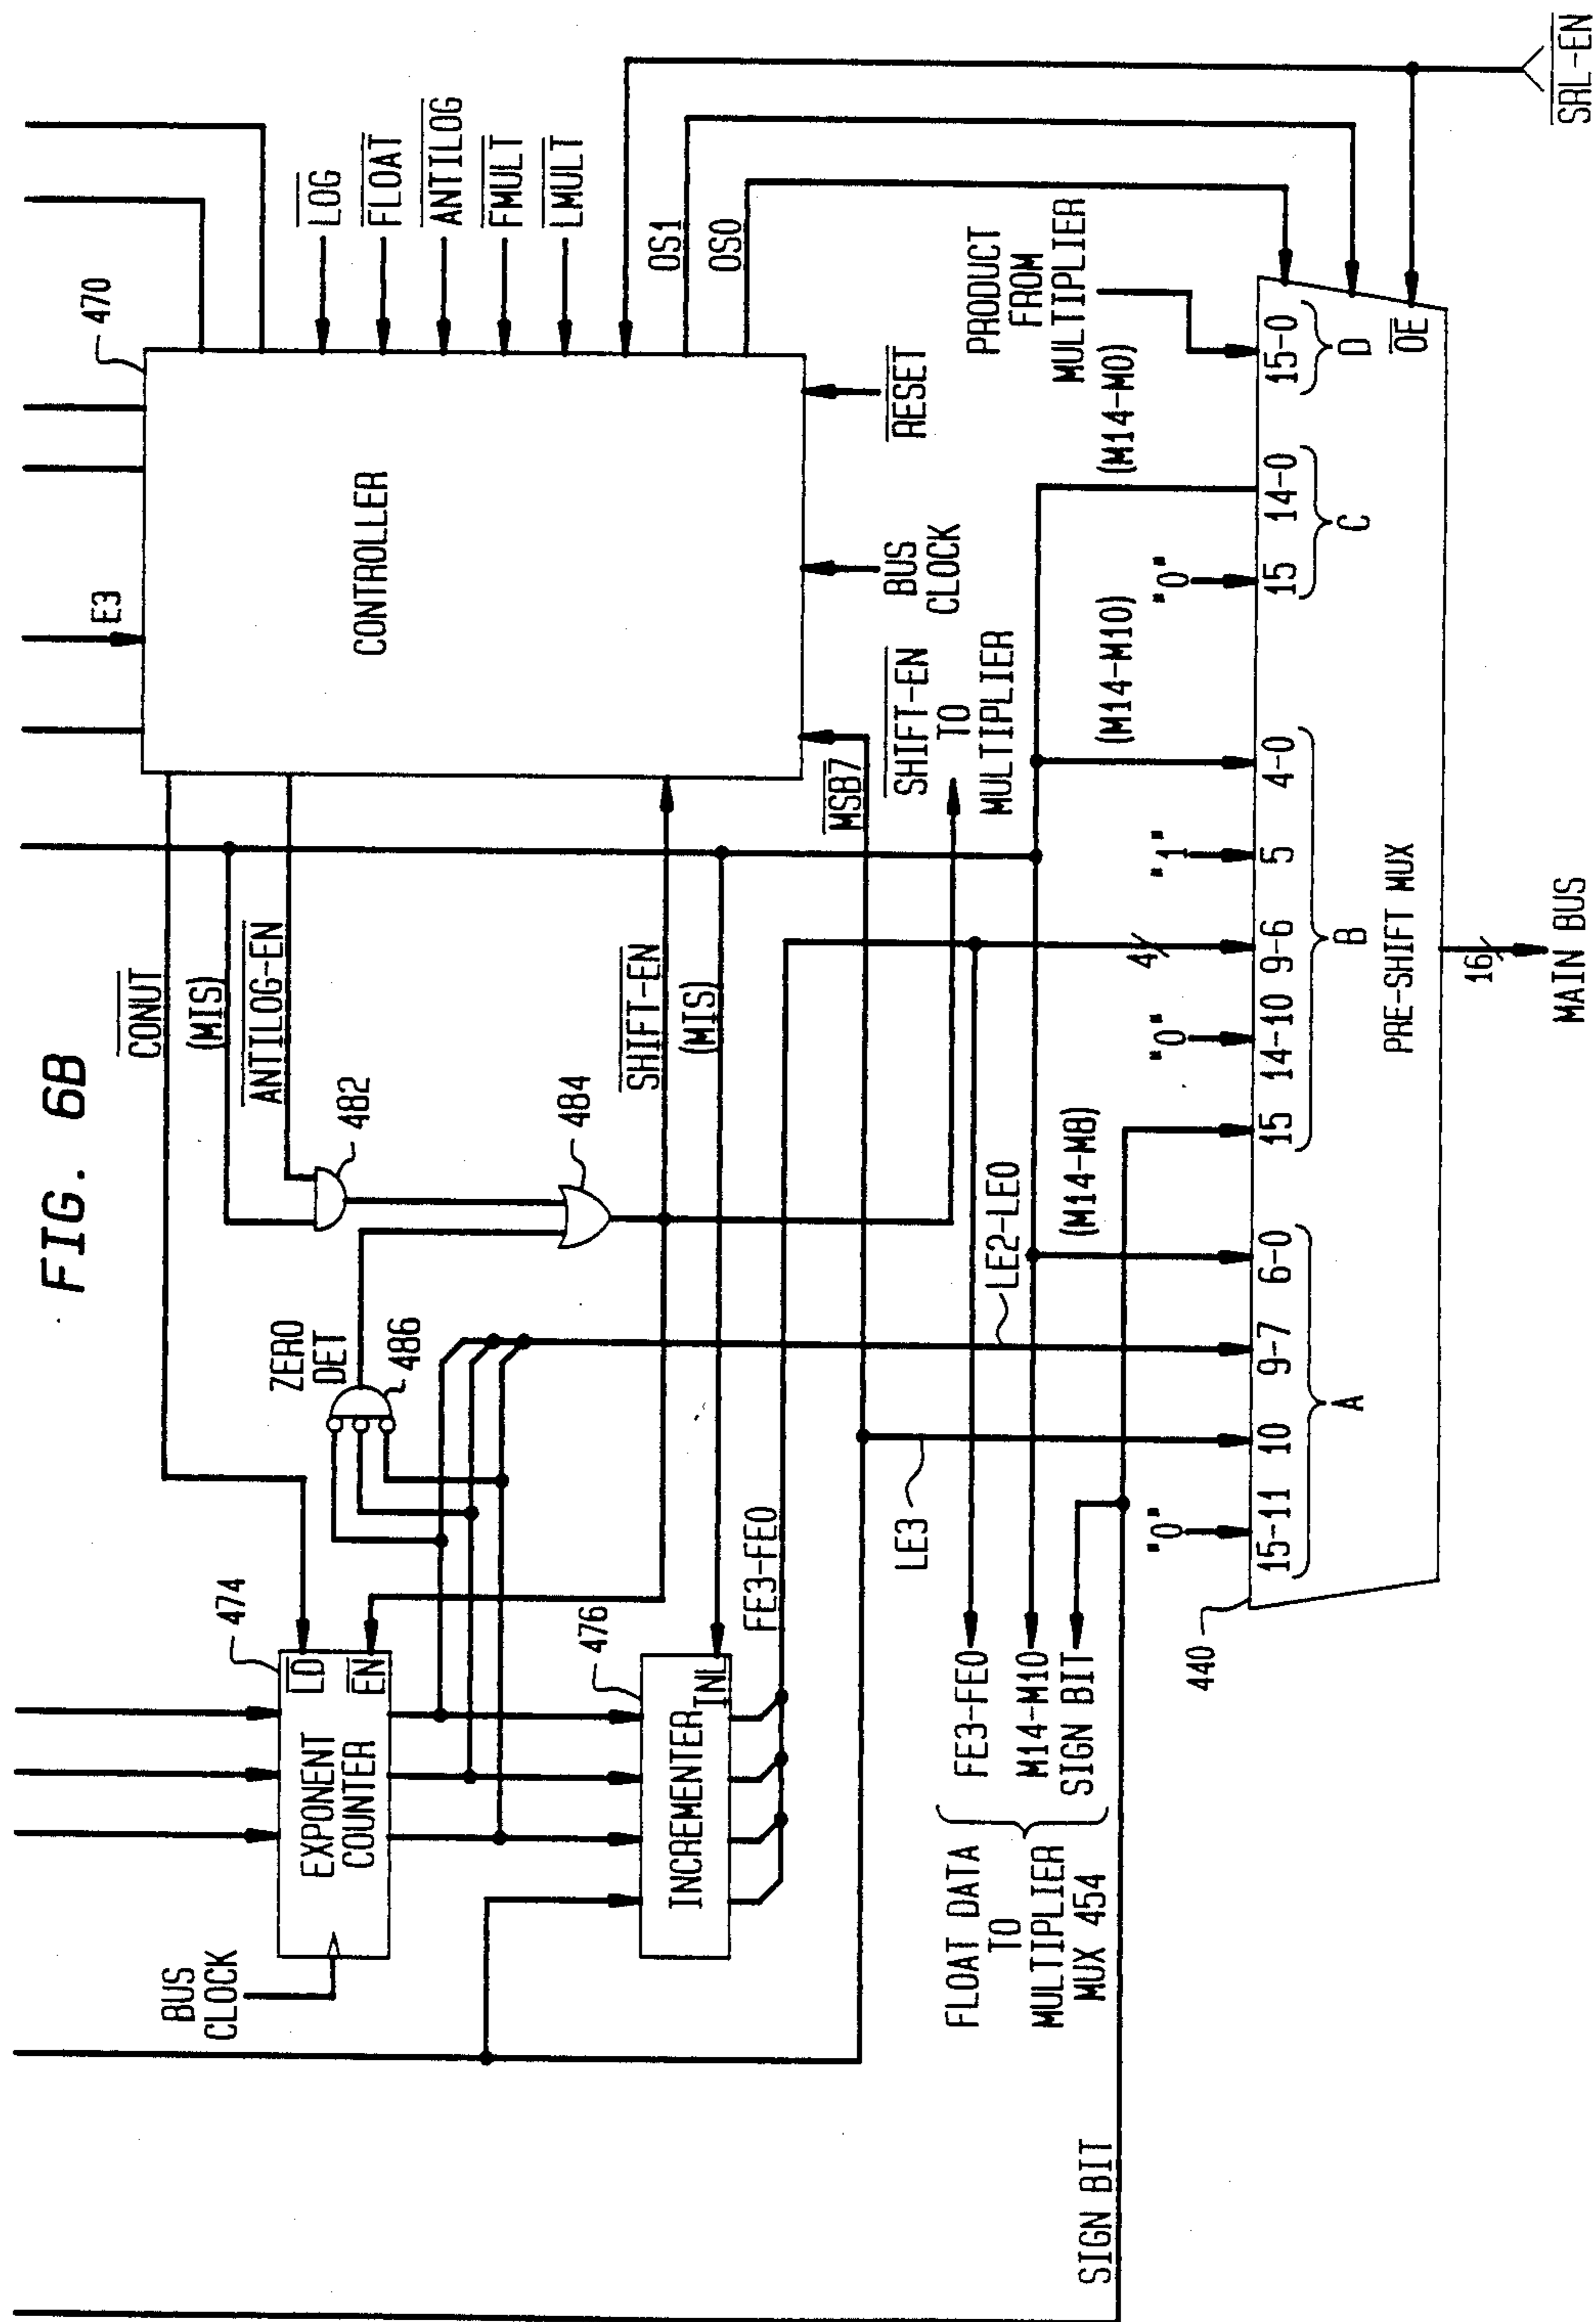 FIG. 6B
BUS
CLOCK
EXPONENT
COUNTER
LD
EN
474
ZERO
DET
486
482
484
CONUT
(MIS)
ANTILOG-EN
SHIFT-EN
(MIS)
E3
CONTROLLER
470
LOG
FLOAT
ANTILOG
FMULT
LMULT
OS1
OS0
RESET
BUS
CLOCK
MSB7
INCREMENTER
INL
476
FE3-FE0
LE3
LE2-LE0
SHIFT-EN
TO
MULTIPLIER
FLOAT DATA
TO
MULTIPLIER
MUX 454
FE3-FE0
M14-M10
SIGN BIT
SIGN BIT
(M14-M8)
(M14-M10)
(M14-M0)
PRODUCT
FROM
MULTIPLIER
440
"0"
15-11
10
9-7
6-0
A
15
"0"
14-10
4
9-6
"1"
5
4-0
B
"0"
15
14-0
C
15-0
D
OE
PRE-SHIFT MUX
16
MAIN BUS
SRL-EN